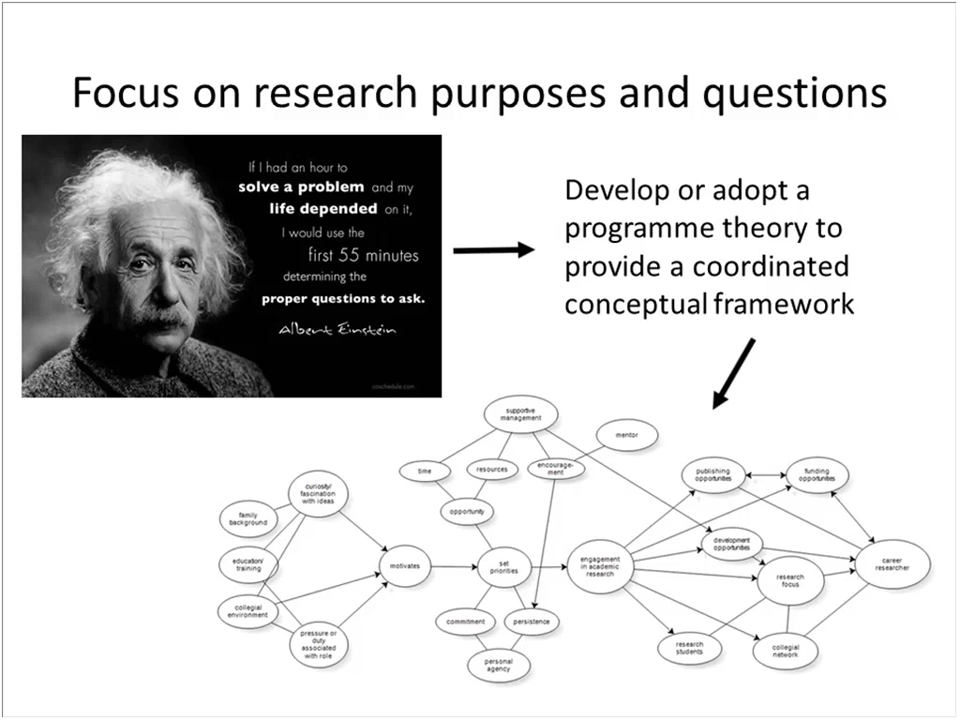 Focus on research purposes and questions
If I had an hour to
solve a problem and my
life depended on it,
I would use the
first 55 minutes
determining the
proper questions to ask.
Albert Einstein
coschedule.com
Develop or adopt a
programme theory to
provide a coordinated
conceptual framework
supportive
management
mentor
time
resources
encourage-
ment
publishing
opportunities
funding
opportunities
curiosty/
fascination
with ideas
family
background
opportunity
development
opportunities
education/
training
motivates
set
priorities
engagement
in academic
research
research
focus
career
researcher
collegial
environment
commitment
persistence
pressure or
duty
associated
with role
personal
agency
research
students
collegial
network